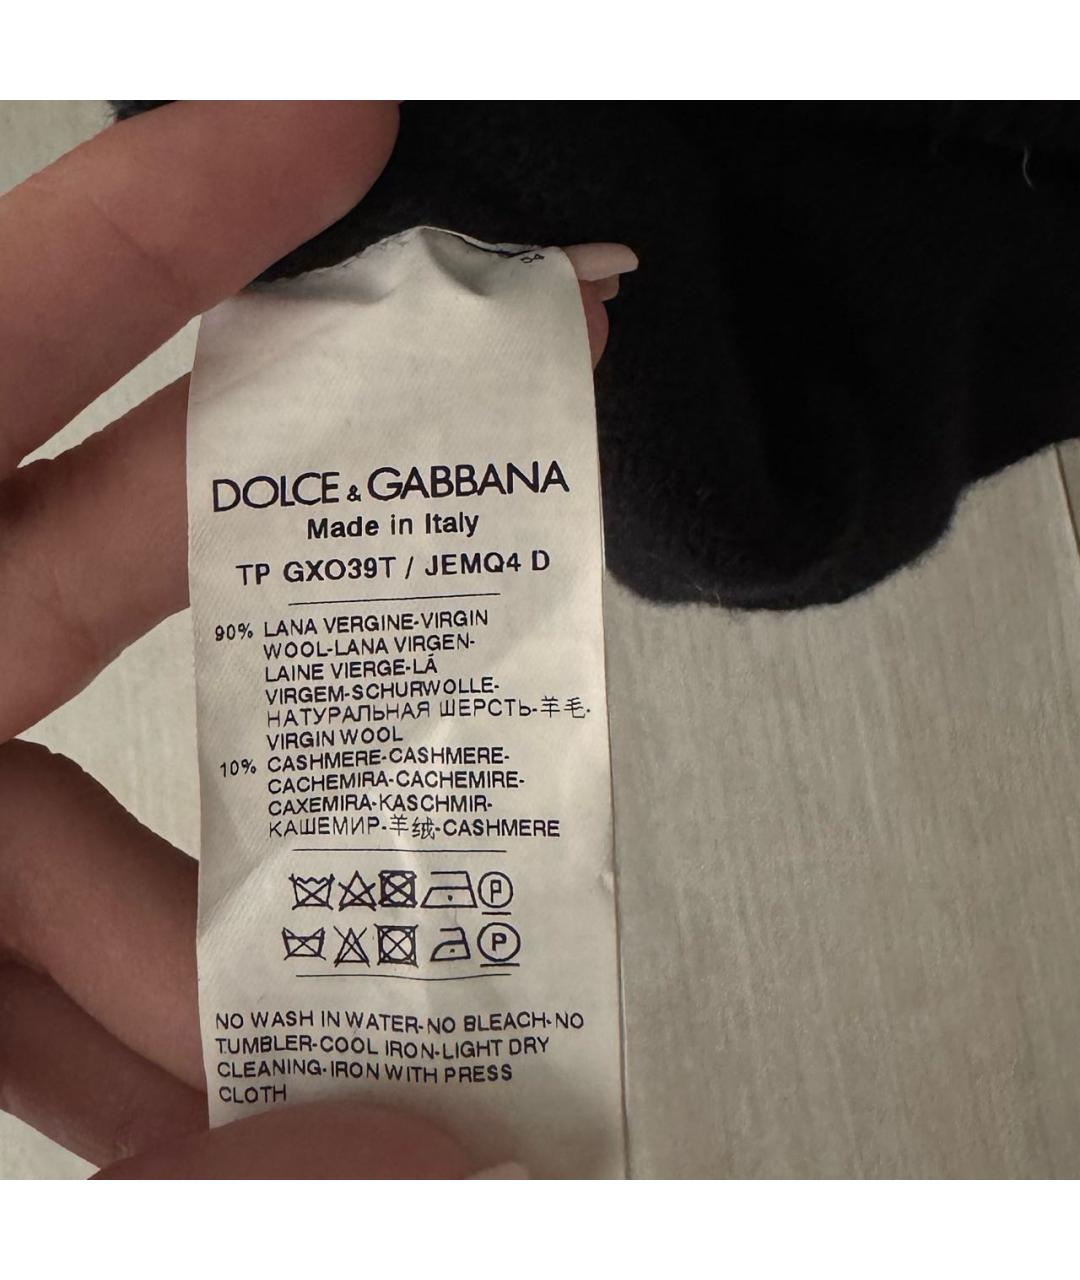 54
DOLCE & GABBANA
Made in Italy
TP GXO39T / JEMQ4 D
90% LANA VERGINE-VIRGIN
WOOL-LANA VIRGEN-
LAINE VIERGE-LÃ
VIRGEM-SCHURWOLLE-
НАТУРАЛЬНАЯ ШЕРСТЬ-羊毛-
VIRGIN WOOL
10% CASHMERE-CASHMERE-
CACHEMIRA-CACHEMIRE-
CAXEMIRA-KASCHMIR-
КАШЕМИР-羊绒-CASHMERE
P
P
NO WASH IN WATER-NO BLEACH-NO
TUMBLER-COOL IRON-LIGHT DRY
CLEANING-IRON WITH PRESS
CLOTH